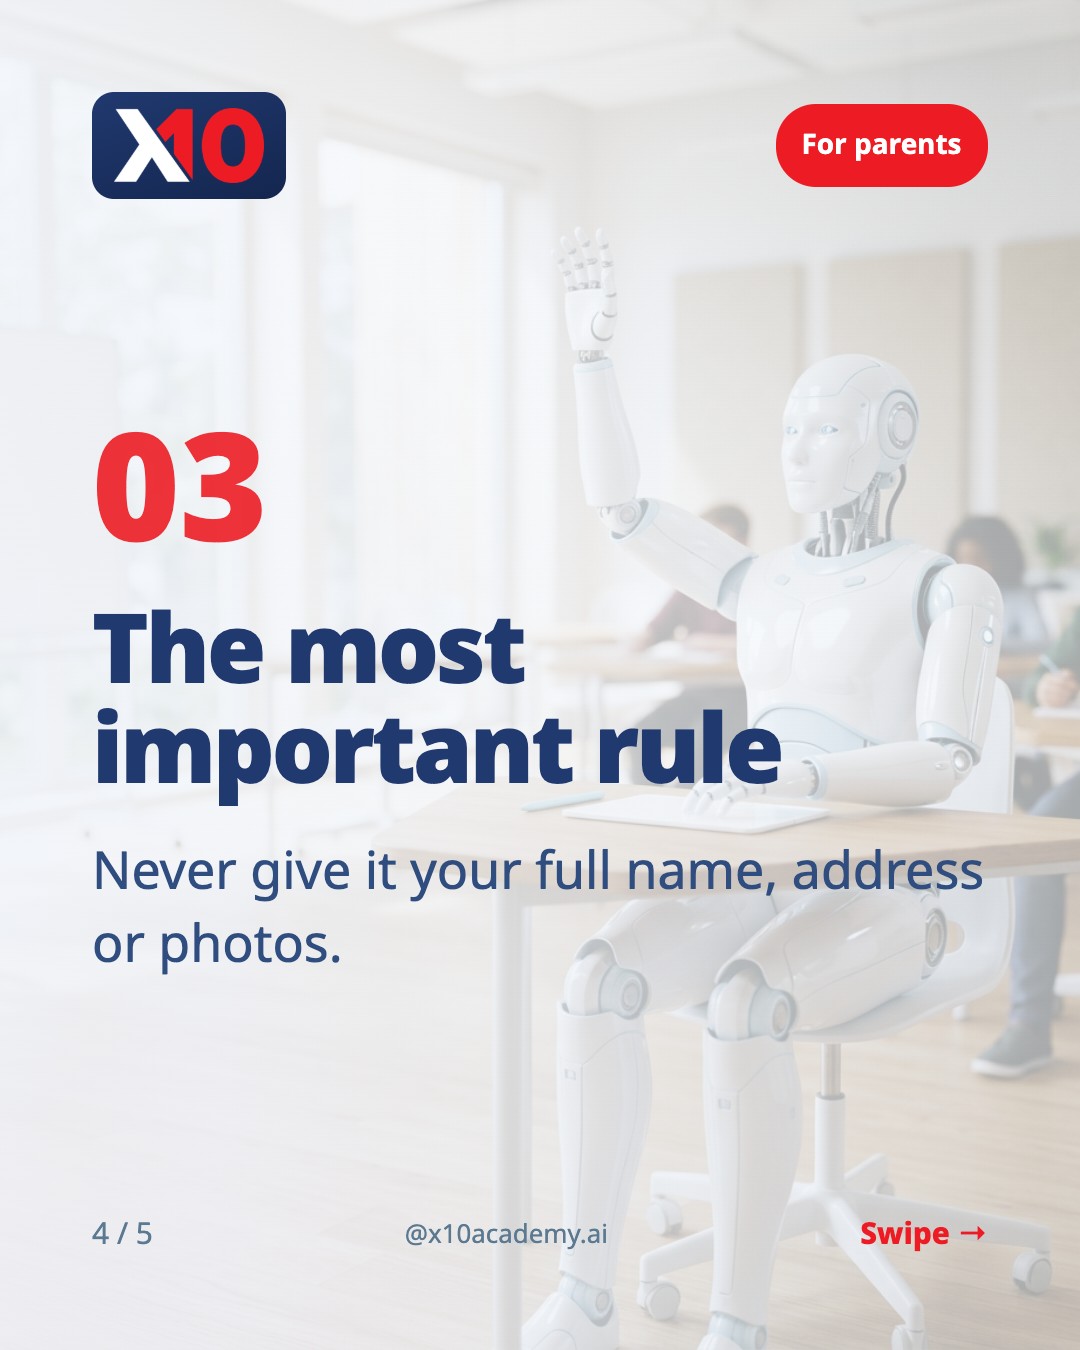 X10
For parents
03
The most
important rule
Never give it your full name, address
or photos.
4 / 5
@x10academy.ai
Swipe →